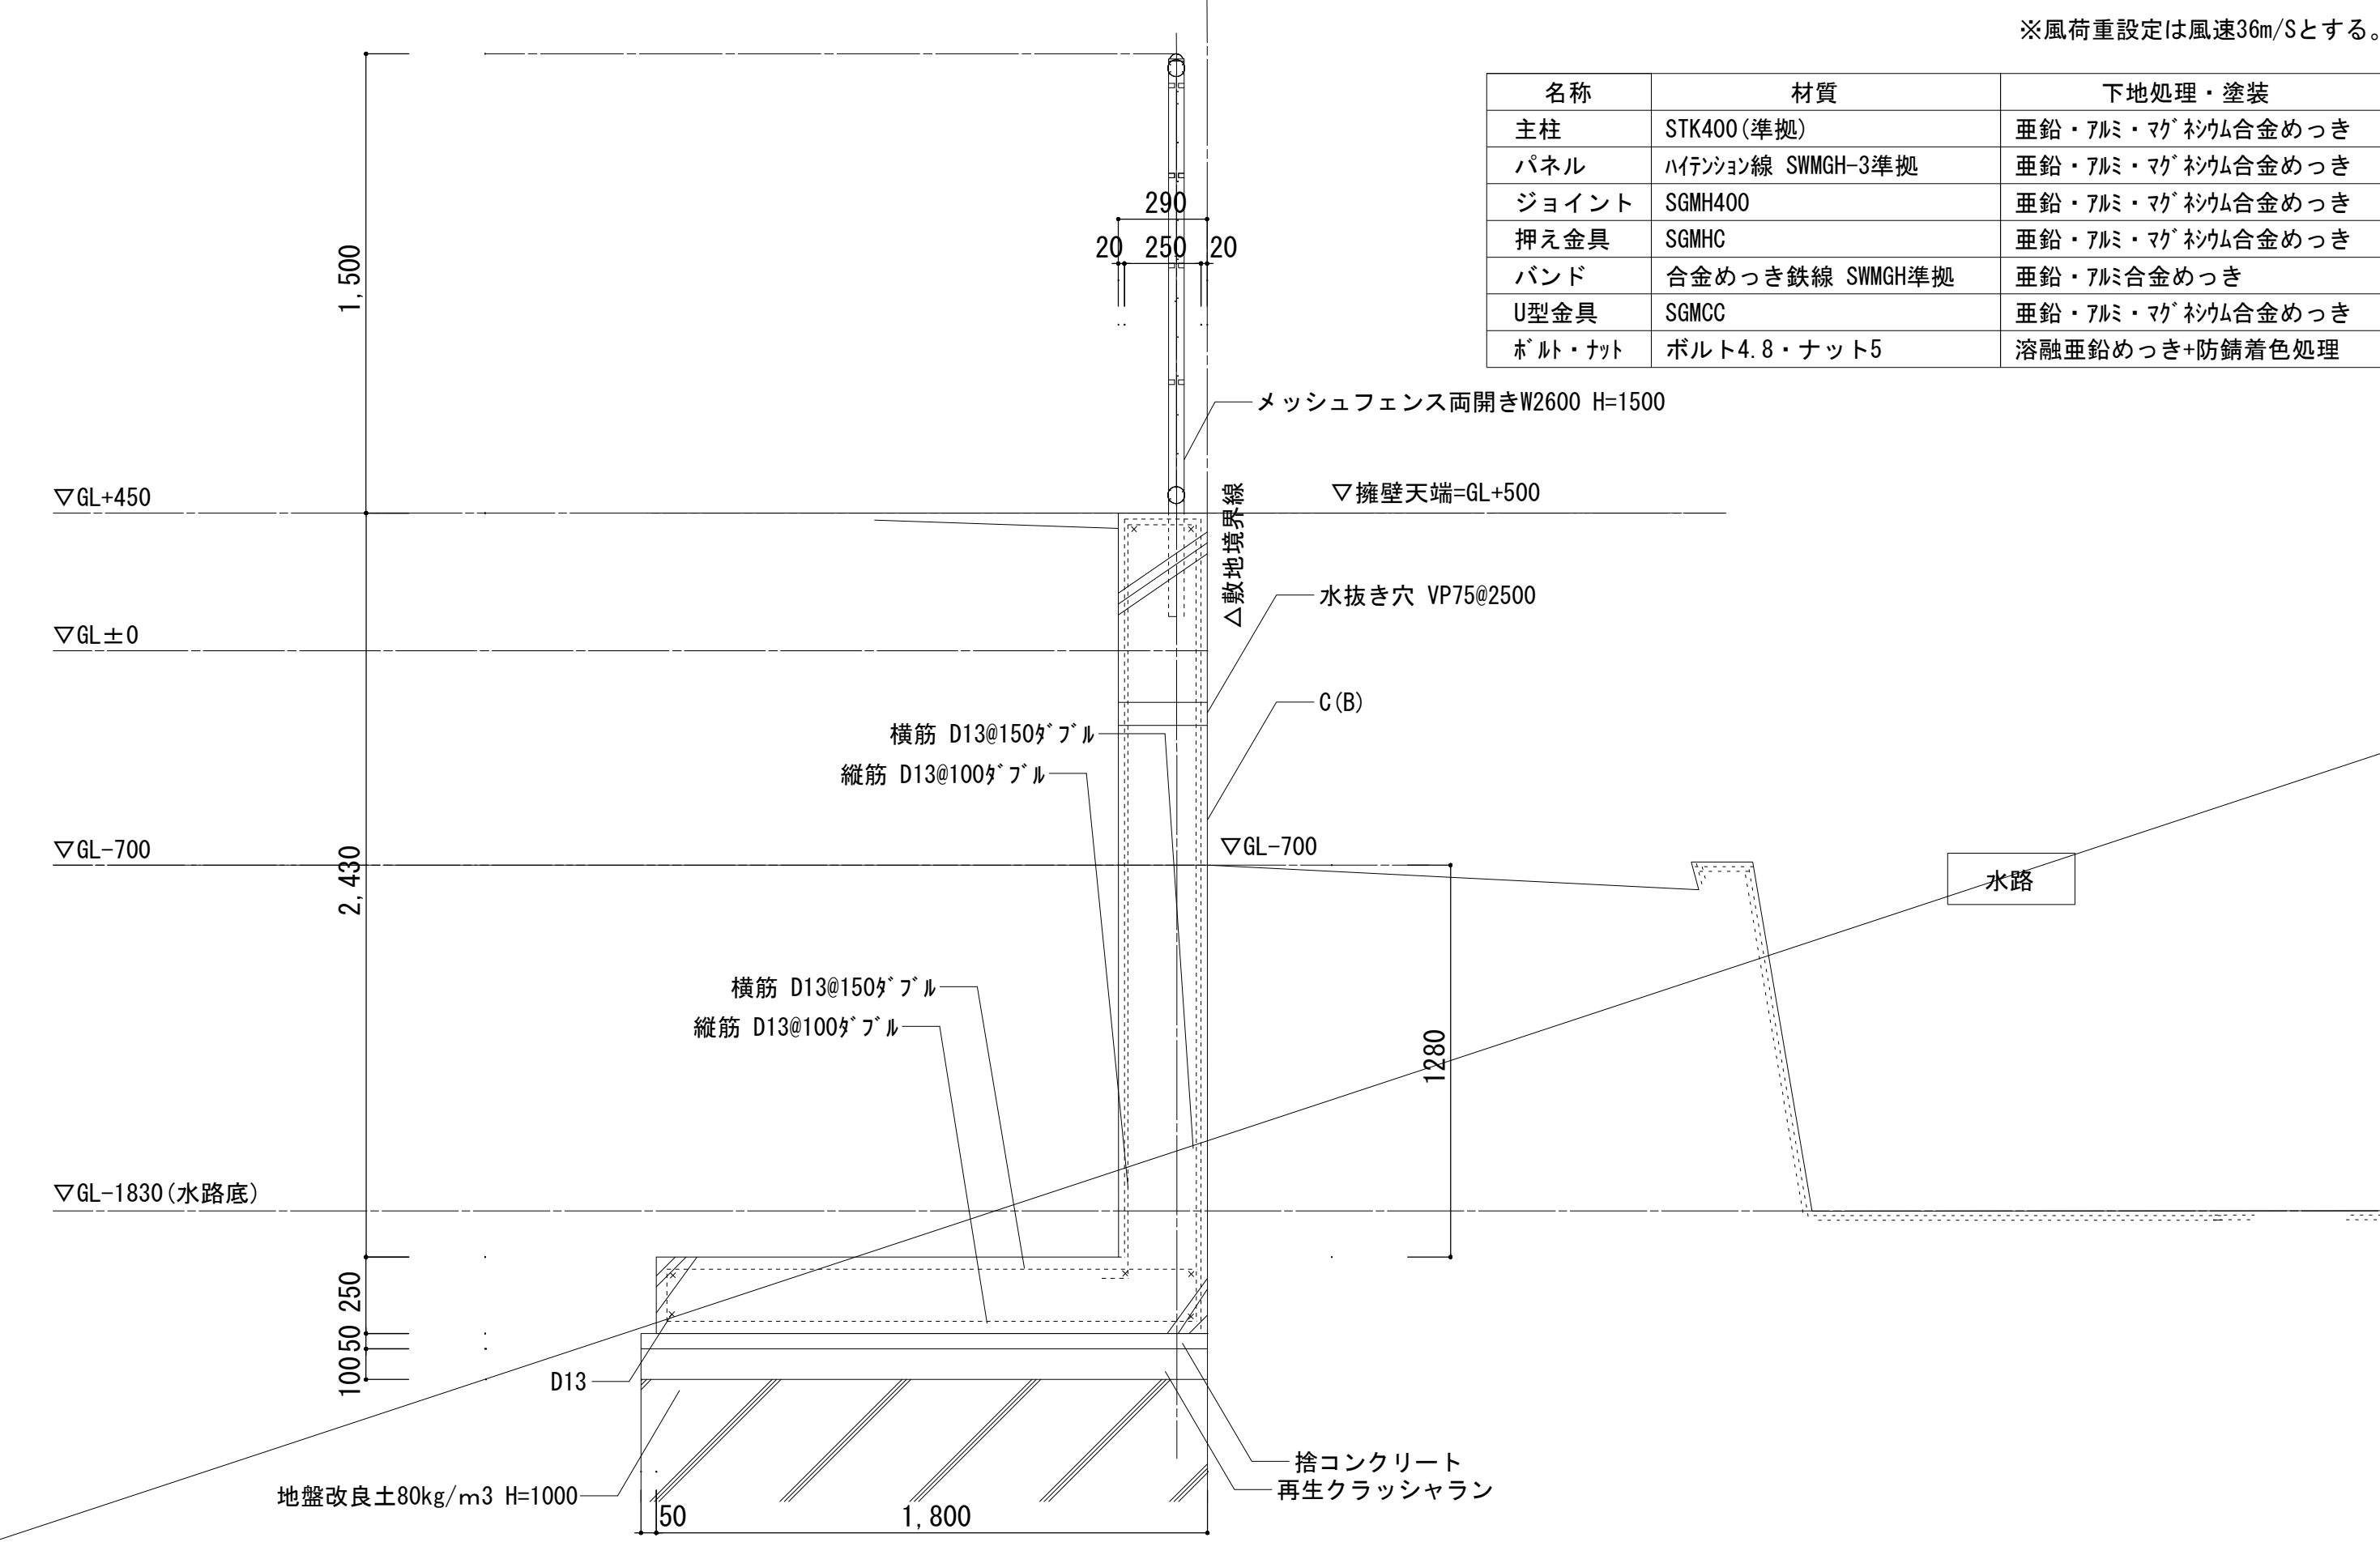 ※風荷重設定は風速36m/Sとする。
名称 材質 下地処理・塗装
主柱 STK400(準拠) 亜鉛・ｱﾙﾐ・ﾏｸﾞﾈｼｳﾑ合金めっき
パネル ﾊｲﾃﾝｼｮﾝ線 SWMGH-3準拠 亜鉛・ｱﾙﾐ・ﾏｸﾞﾈｼｳﾑ合金めっき
ジョイント SGMH400 亜鉛・ｱﾙﾐ・ﾏｸﾞﾈｼｳﾑ合金めっき
押え金具 SGMHC 亜鉛・ｱﾙﾐ・ﾏｸﾞﾈｼｳﾑ合金めっき
バンド 合金めっき鉄線 SWMGH準拠 亜鉛・ｱﾙﾐ合金めっき
U型金具 SGMCC 亜鉛・ｱﾙﾐ・ﾏｸﾞﾈｼｳﾑ合金めっき
ﾎﾞﾙﾄ・ﾅｯﾄ ボルト4.8・ナット5 溶融亜鉛めっき+防錆着色処理
290
20 250 20
1,500
メッシュフェンス両開きW2600 H=1500
▽GL+450
▽擁壁天端=GL+500
△敷地境界線
水抜き穴 VP75@2500
▽GL±0
C(B)
横筋 D13@150ﾀﾞﾌﾞﾙ
縦筋 D13@100ﾀﾞﾌﾞﾙ
▽GL-700
▽GL-700
2,430
水路
横筋 D13@150ﾀﾞﾌﾞﾙ
縦筋 D13@100ﾀﾞﾌﾞﾙ
1280
▽GL-1830(水路底)
250
50
100
D13
捨コンクリート
再生クラッシャラン
地盤改良土80kg/m3 H=1000
50 1,800